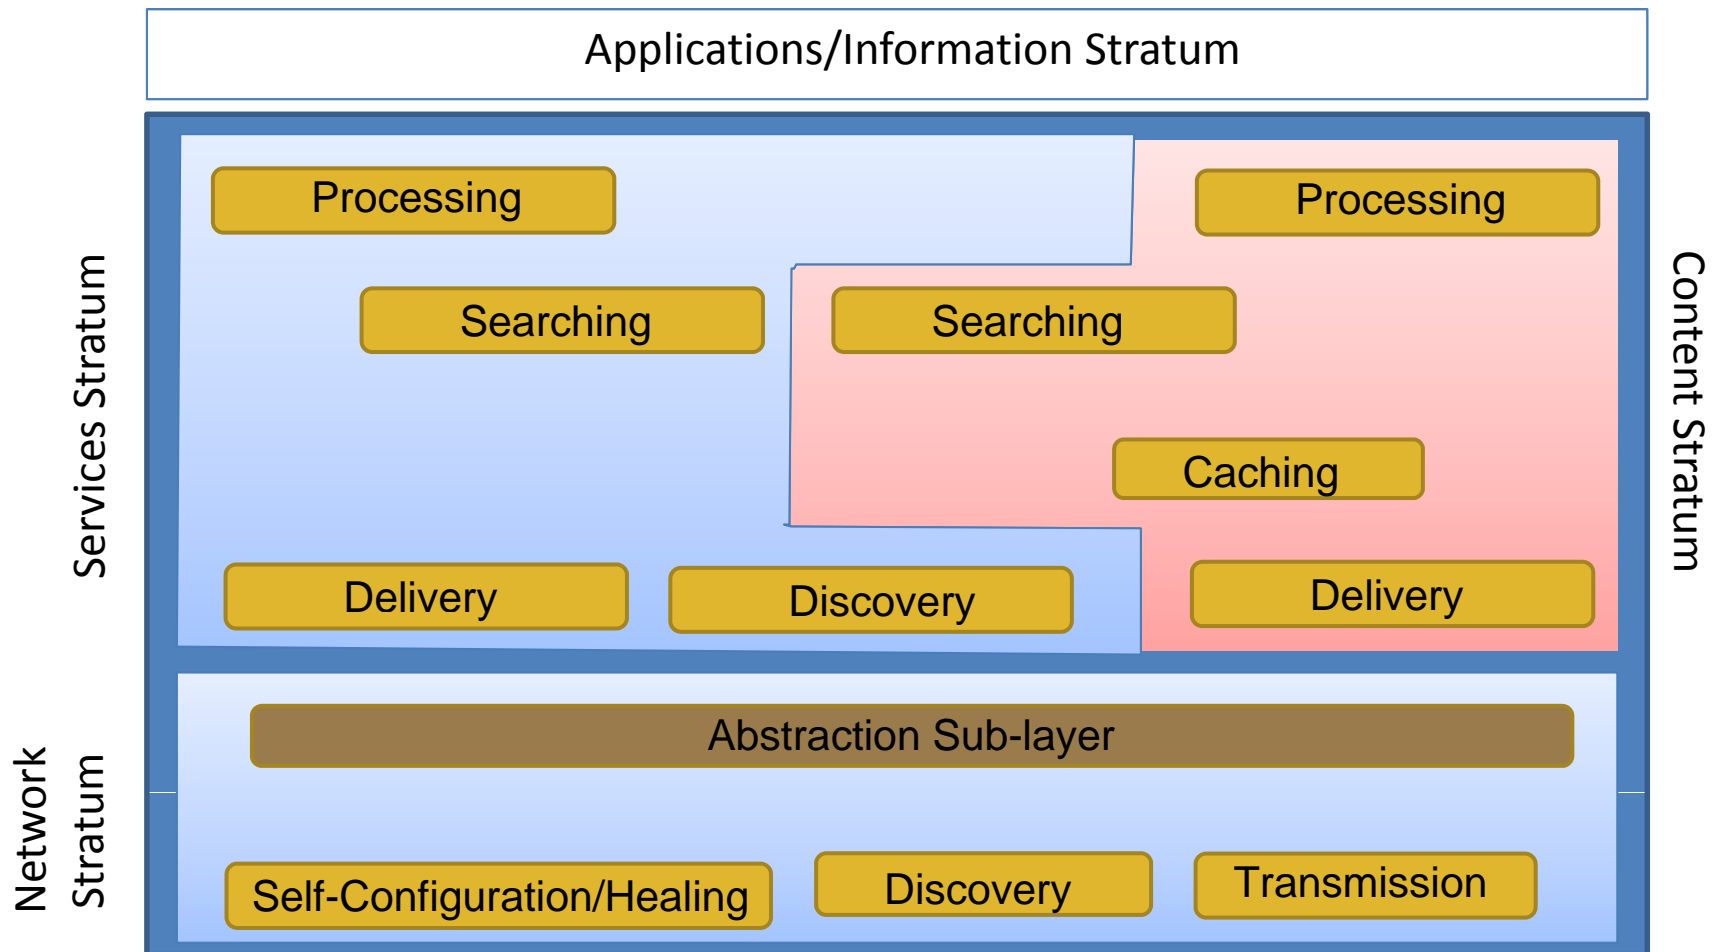 Applications/Information Stratum
Processing
Processing
Searching
Searching
Caching
Delivery
Discovery
Delivery
Services Stratum
Content Stratum
Abstraction Sub-layer
Network
Stratum
Self-Configuration/Healing
Discovery
Transmission